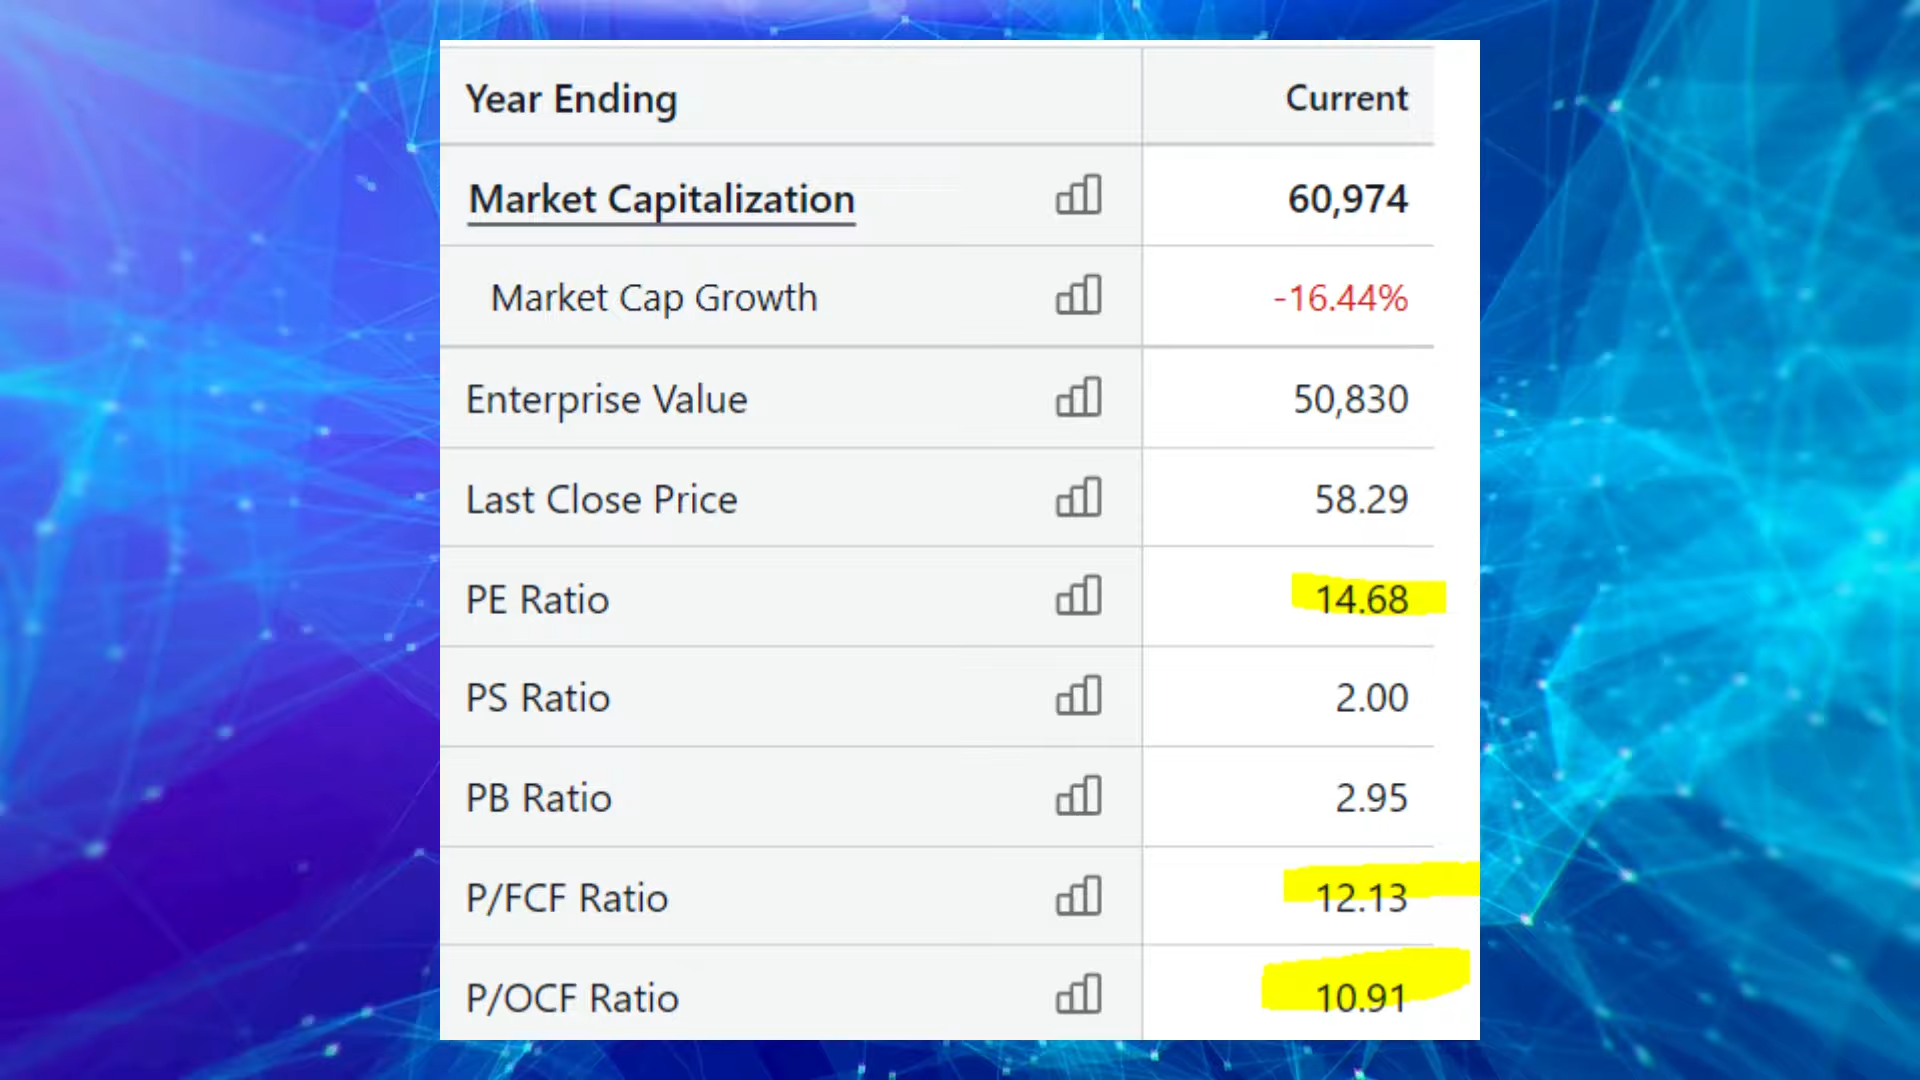 Year Ending Current
Market Capitalization 60,974
Market Cap Growth -16.44%
Enterprise Value 50,830
Last Close Price 58.29
PE Ratio 14.68
PS Ratio 2.00
PB Ratio 2.95
P/FCF Ratio 12.13
P/OCF Ratio 10.91